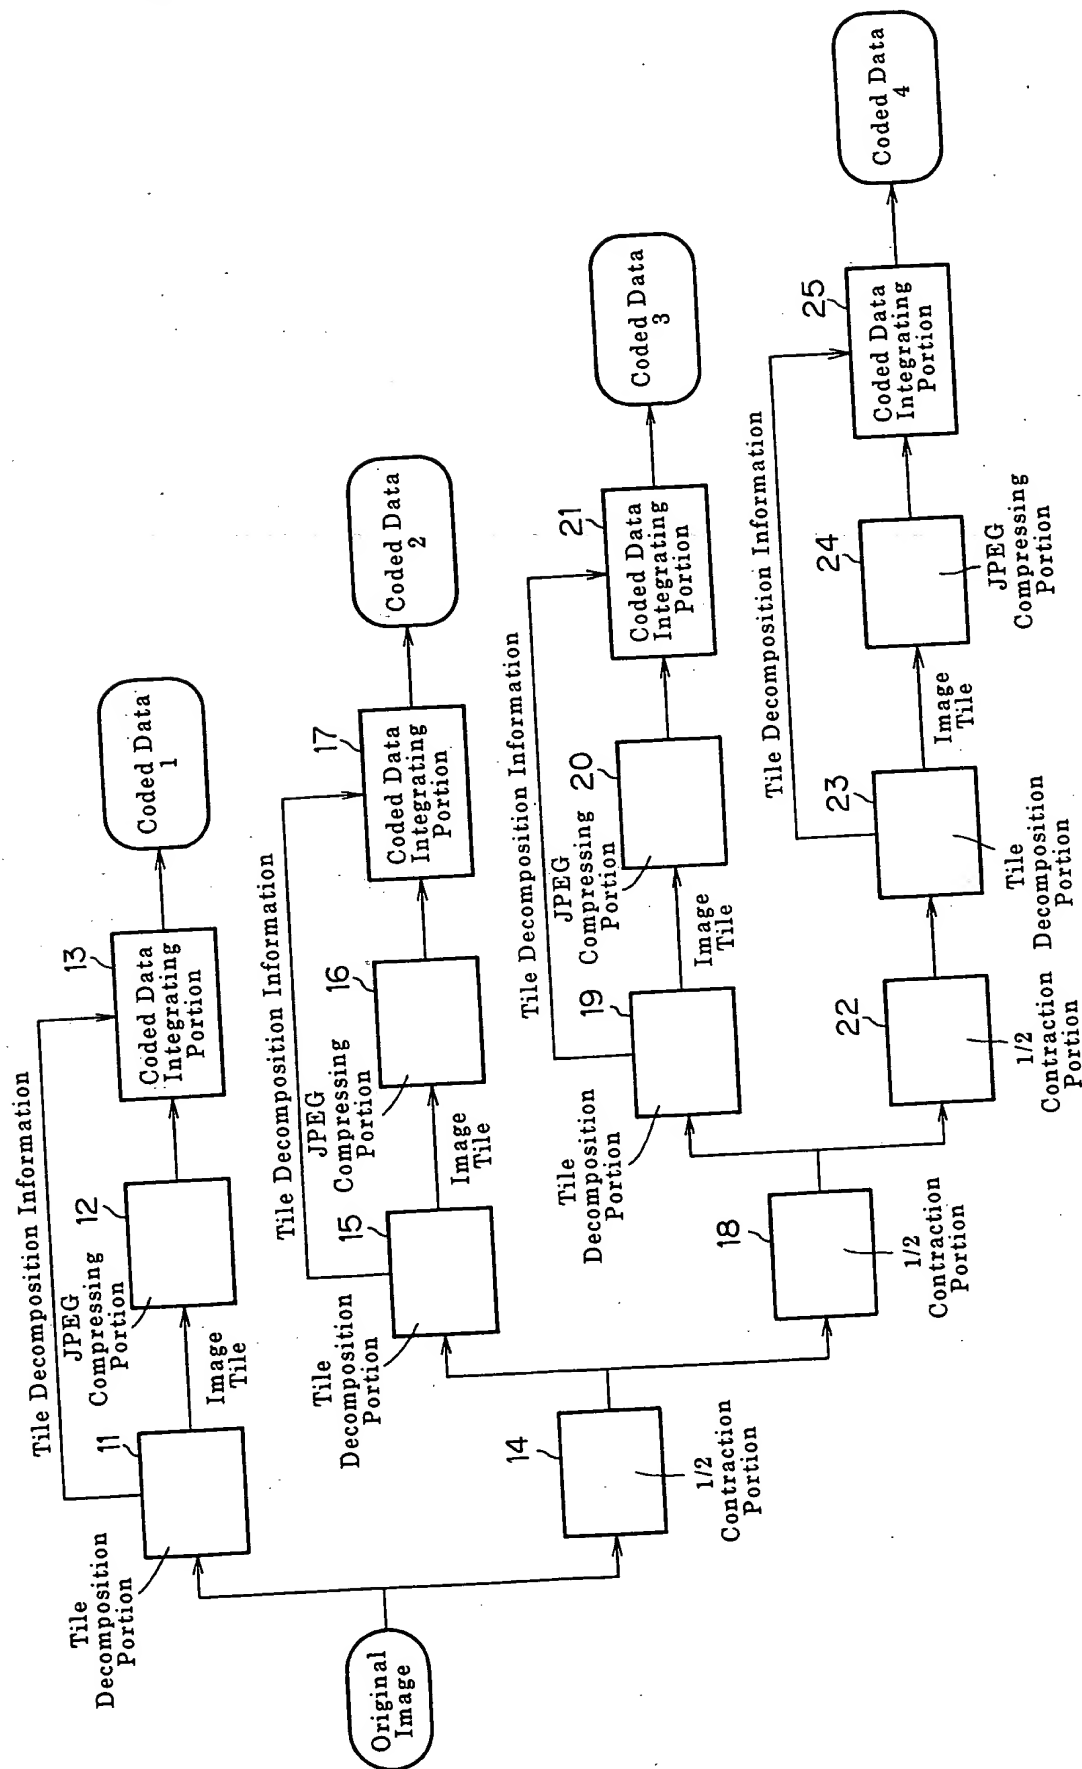 Original
Image
Tile
Decomposition
Portion
11
Tile Decomposition Information
Image
Tile
JPEG
Compressing
Portion
12
13
Coded Data
Integrating
Portion
Coded Data
1
14
1/2
Contraction
Portion
Tile
Decomposition
Portion
15
Tile Decomposition Information
Image
Tile
JPEG
Compressing
Portion
16
17
Coded Data
Integrating
Portion
Coded Data
2
18
1/2
Contraction
Portion
Tile
Decomposition
Portion
19
Tile Decomposition Information
Image
Tile
JPEG
Compressing
Portion
20
21
Coded Data
Integrating
Portion
Coded Data
3
22
1/2
Contraction
Portion
23
Tile
Decomposition
Portion
Tile Decomposition Information
Image
Tile
24
JPEG
Compressing
Portion
25
Coded Data
Integrating
Portion
Coded Data
4